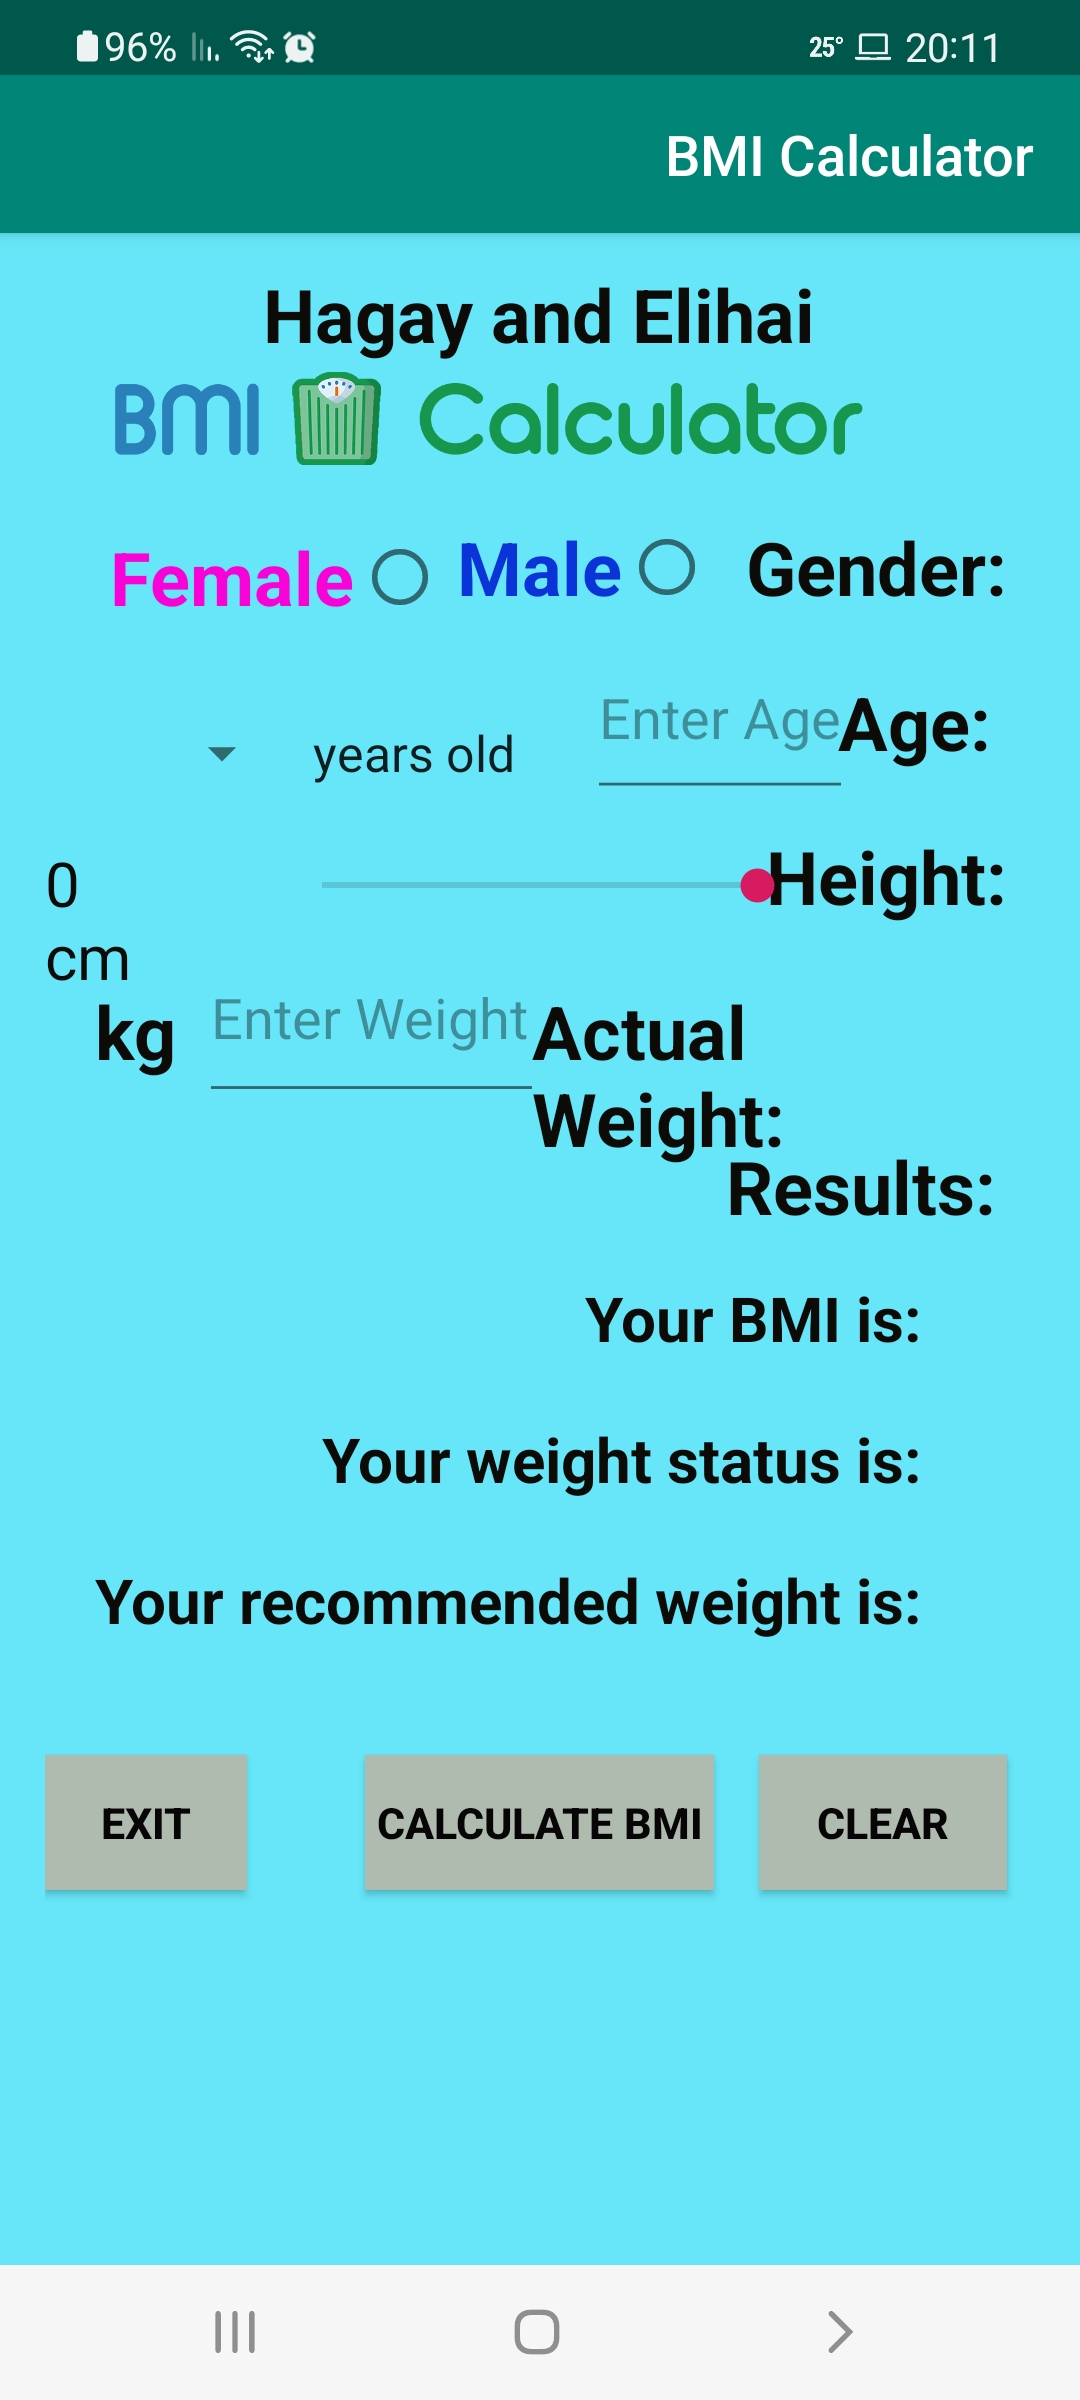 96% 25° 20:11
BMI Calculator
Hagay and Elihai
BMI Calculator
Female Male Gender:
years old Enter Age Age:
0 Height:
cm
kg Enter Weight Actual
Weight:
Results:
Your BMI is:
Your weight status is:
Your recommended weight is:
EXIT CALCULATE BMI CLEAR